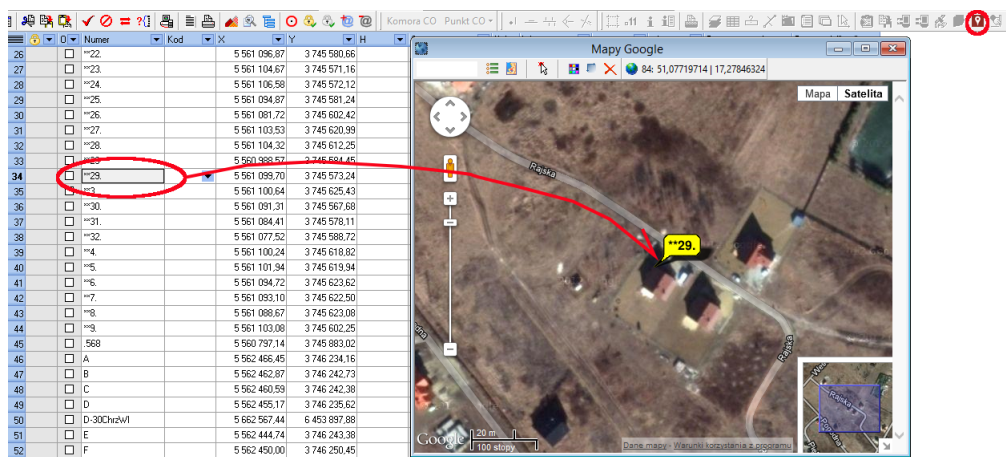 Komora CO Punkt CO
Numer Kod X Y H
26 **22. 5 561 096,87 3 745 580,66
27 **23. 5 561 104,67 3 745 571,16
28 **24. 5 561 106,58 3 745 572,12
29 **25. 5 561 094,87 3 745 581,24
30 **26. 5 561 081,72 3 745 602,42
31 **27. 5 561 103,53 3 745 620,99
32 **28. 5 561 104,32 3 745 612,25
33 5 560 988,57 3 745 584,45
34 **29. 5 561 099,70 3 745 573,24
35 **3. 5 561 100,64 3 745 625,43
36 **30. 5 561 091,31 3 745 567,68
37 **31. 5 561 084,41 3 745 578,11
38 **32. 5 561 077,52 3 745 588,72
39 **4. 5 561 100,24 3 745 618,82
40 **5. 5 561 101,94 3 745 619,94
41 **6. 5 561 094,72 3 745 623,62
42 **7. 5 561 093,10 3 745 622,50
43 **8. 5 561 088,67 3 745 623,08
44 **9. 5 561 103,08 3 745 602,25
45 .568 5 560 797,14 3 745 883,02
46 A 5 562 466,45 3 746 234,16
47 B 5 562 462,87 3 746 242,73
48 C 5 562 460,59 3 746 242,38
49 D 5 562 455,17 3 746 235,62
50 D-30ChrzWl 5 662 567,44 6 453 897,88
51 E 5 562 444,74 3 746 243,38
52 F 5 562 450,00 3 746 250,45
Mapy Google
84: 51,07719714 | 17,27846324
Mapa Satelita
Rajska
**29.
Rajska
Rajska
Google
20 m
100 stopy
Dane mapy - Warunki korzystania z programu